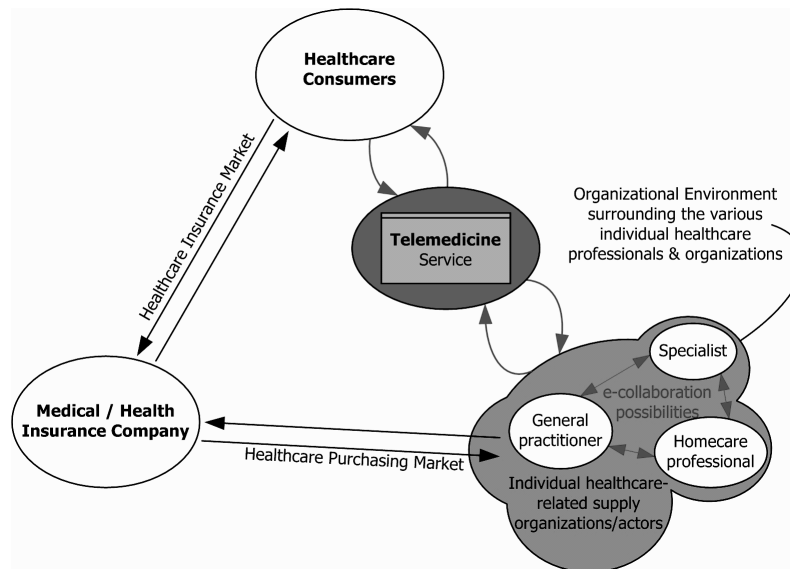 Healthcare
Consumers
Healthcare Insurance Market
Organizational Environment
surrounding the various
individual healthcare
professionals & organizations
Telemedicine
Service
Specialist
e-collaboration
possibilities
Medical / Health
Insurance Company
General
practitioner
Homecare
professional
Healthcare Purchasing Market
Individual healthcare-
related supply
organizations/actors